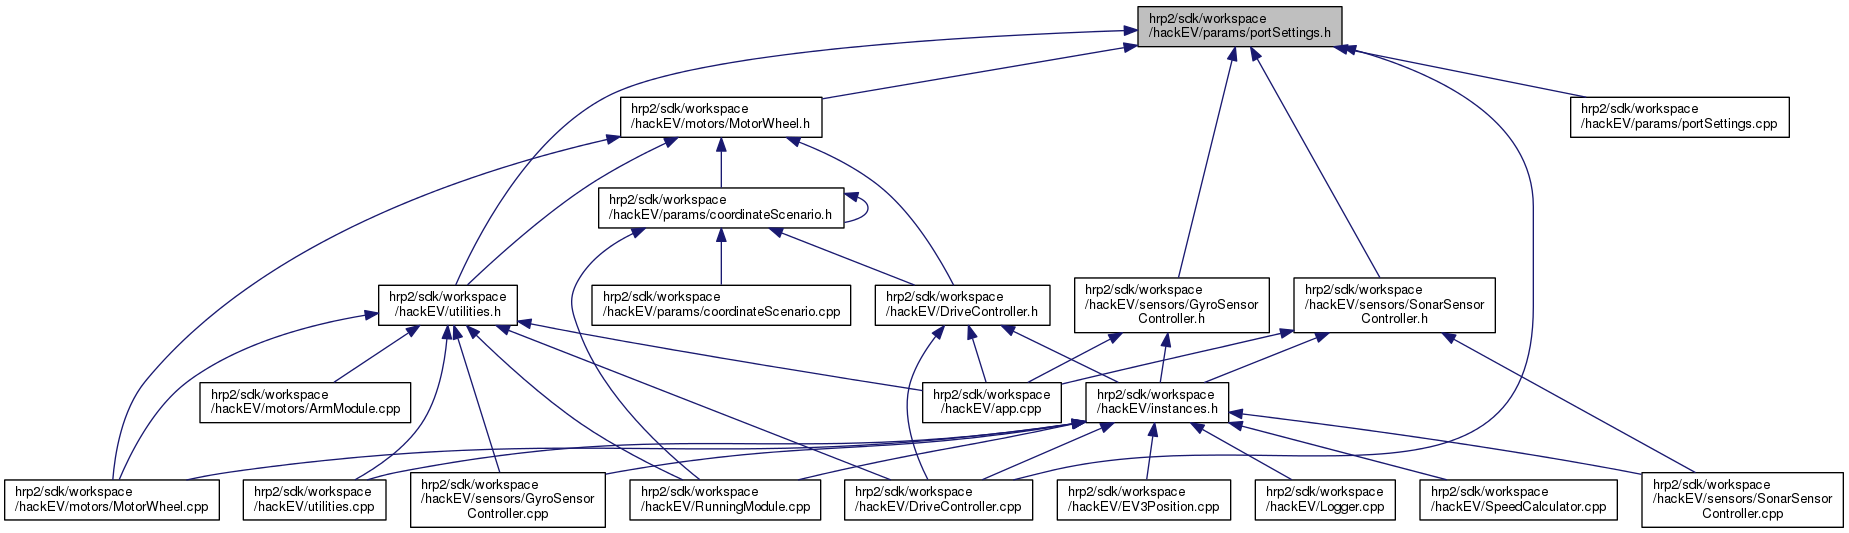 hrp2/sdk/workspace
/hackEV/params/portSettings.h
hrp2/sdk/workspace
/hackEV/motors/MotorWheel.h
hrp2/sdk/workspace
/hackEV/params/portSettings.cpp
hrp2/sdk/workspace
/hackEV/params/coordinateScenario.h
hrp2/sdk/workspace
/hackEV/utilities.h
hrp2/sdk/workspace
/hackEV/params/coordinateScenario.cpp
hrp2/sdk/workspace
/hackEV/DriveController.h
hrp2/sdk/workspace
/hackEV/sensors/GyroSensor
Controller.h
hrp2/sdk/workspace
/hackEV/sensors/SonarSensor
Controller.h
hrp2/sdk/workspace
/hackEV/motors/ArmModule.cpp
hrp2/sdk/workspace
/hackEV/app.cpp
hrp2/sdk/workspace
/hackEV/instances.h
hrp2/sdk/workspace
/hackEV/motors/MotorWheel.cpp
hrp2/sdk/workspace
/hackEV/utilities.cpp
hrp2/sdk/workspace
/hackEV/sensors/GyroSensor
Controller.cpp
hrp2/sdk/workspace
/hackEV/RunningModule.cpp
hrp2/sdk/workspace
/hackEV/DriveController.cpp
hrp2/sdk/workspace
/hackEV/EV3Position.cpp
hrp2/sdk/workspace
/hackEV/Logger.cpp
hrp2/sdk/workspace
/hackEV/SpeedCalculator.cpp
hrp2/sdk/workspace
/hackEV/sensors/SonarSensor
Controller.cpp